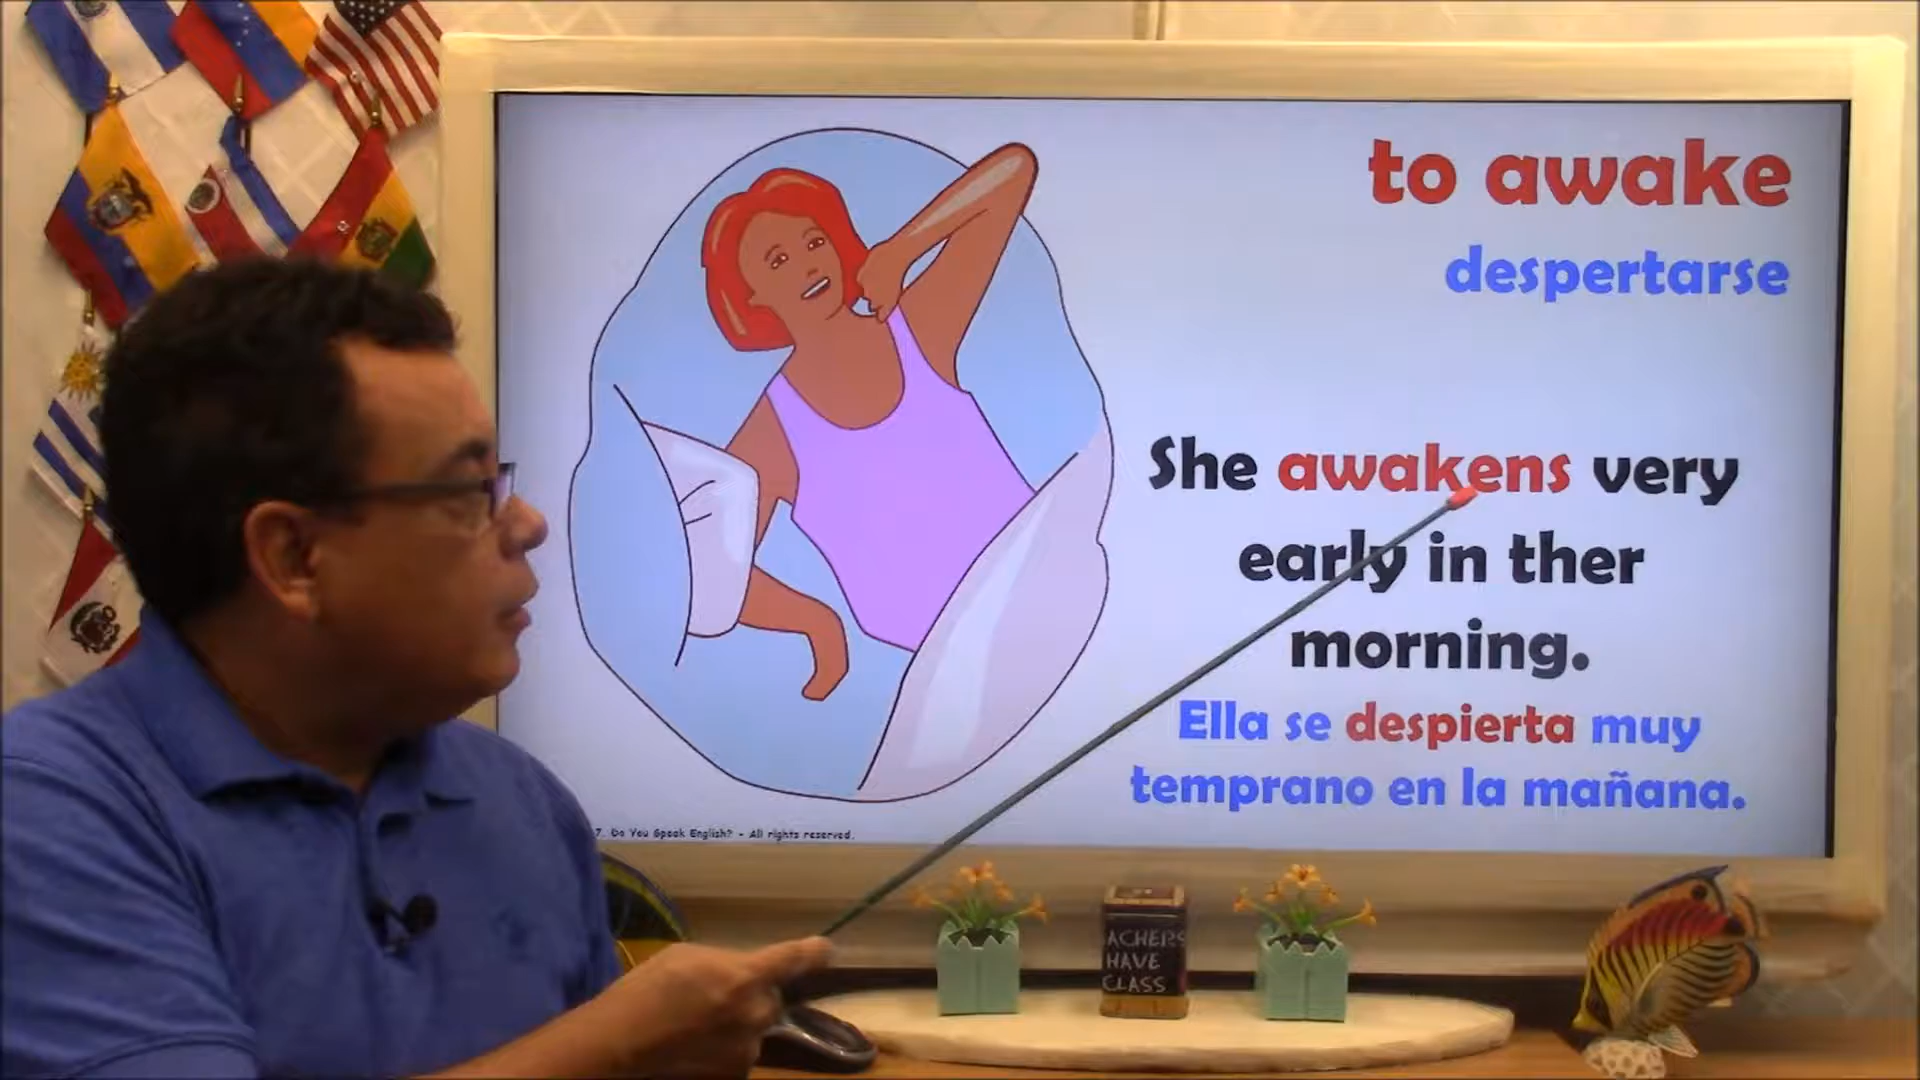 to awake
despertarse
She awakens very
early in ther
morning.
Ella se despierta muy
temprano en la mañana.
7. Do You Speak English? - All rights reserved.
ACHERS
HAVE
CLASS